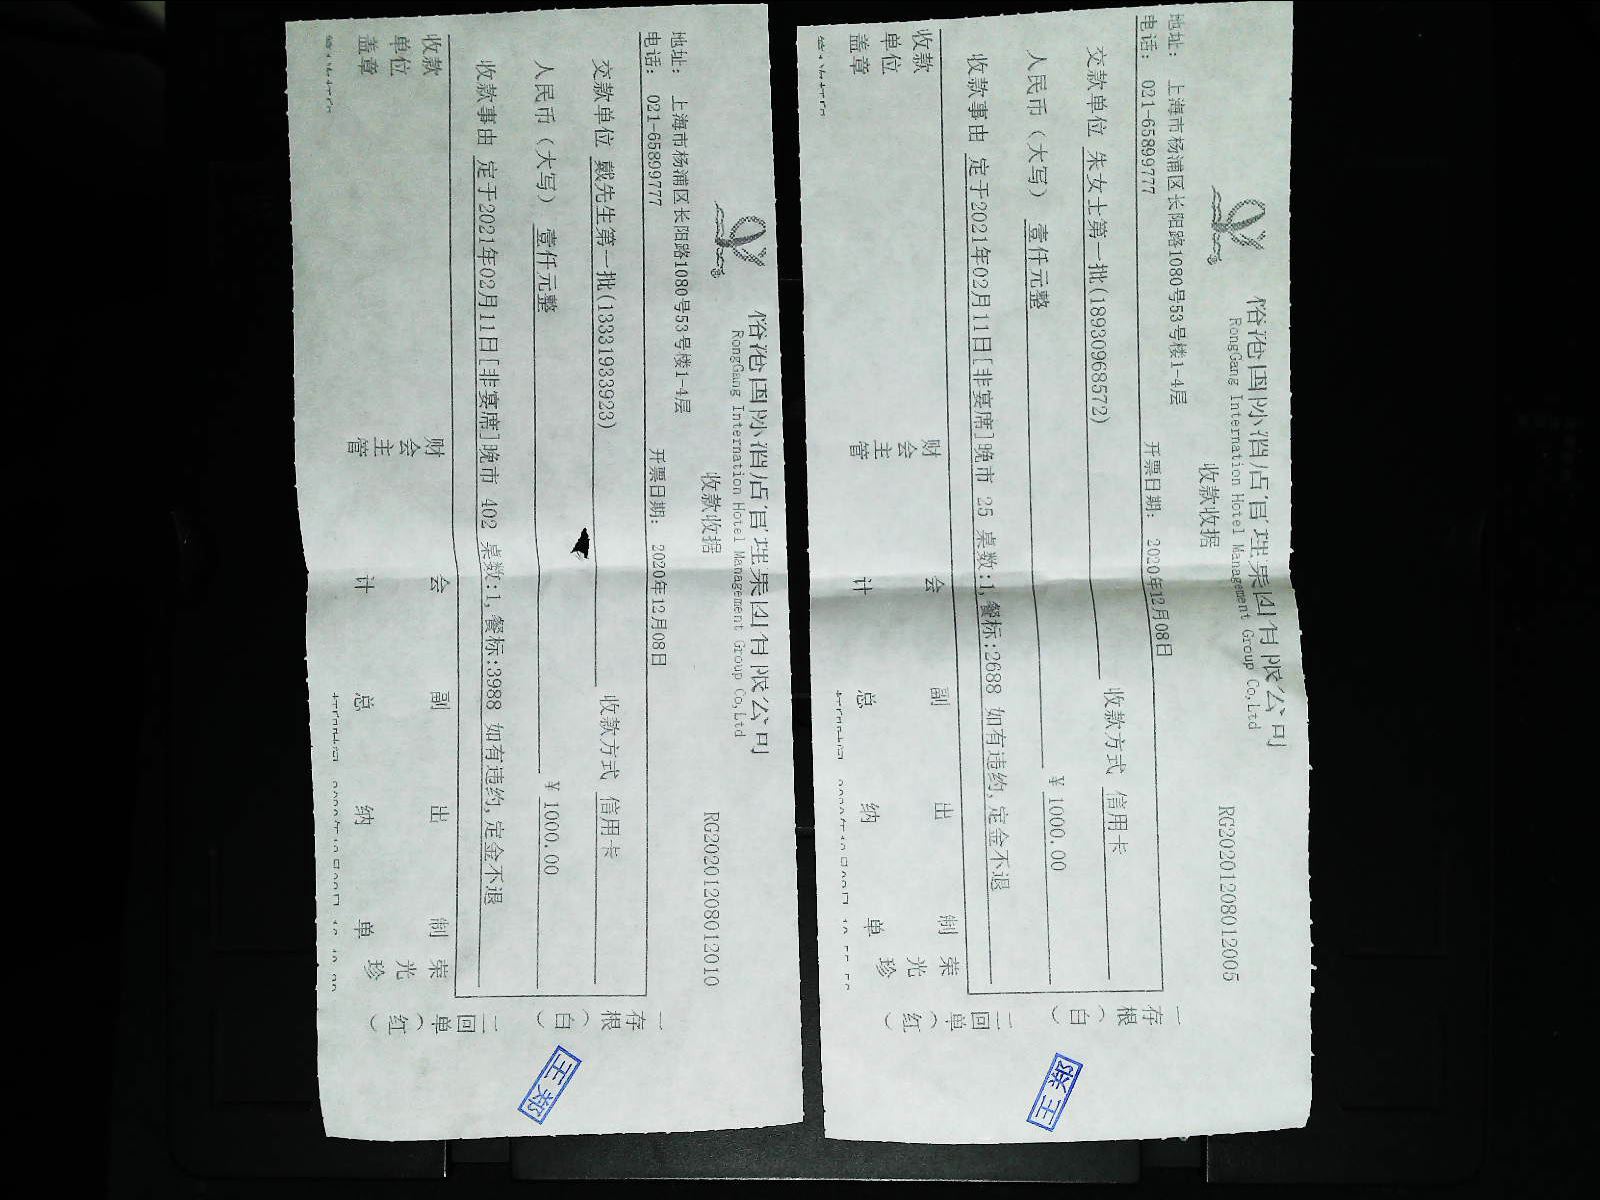 俗港国际酒店管理集团有限公司
RongGang Internation Hotel Management Group Co,Ltd
收款收据
RG20201208012010
地址： 上海市杨浦区长阳路1080号53号楼1-4层
电话： 021-65899777
开票日期： 2020年12月08日
交款单位 戴先生第一批(13331933923)
收款方式 信用卡
人民币（大写） 壹仟元整
¥ 1000.00
收款事由 定于2021年02月11日[非宴席]晚市 402 桌数:1,餐标:3988 如有违约,定金不退
收款单位盖章
财会主管
会计
副总
出纳
制单
荣光珍
一存根（白）
二回单（红）
王郑
俗港国际酒店管理集团有限公司
RongGang Internation Hotel Management Group Co,Ltd
收款收据
RG20201208012005
地址： 上海市杨浦区长阳路1080号53号楼1-4层
电话： 021-65899777
开票日期： 2020年12月08日
交款单位 朱女士第一批(18930968572)
收款方式 信用卡
人民币（大写） 壹仟元整
¥ 1000.00
收款事由 定于2021年02月11日[非宴席]晚市 25 桌数:1,餐标:2688 如有违约,定金不退
收款单位盖章
财会主管
会计
副总
出纳
制单
荣光珍
一存根（白）
二回单（红）
王郑